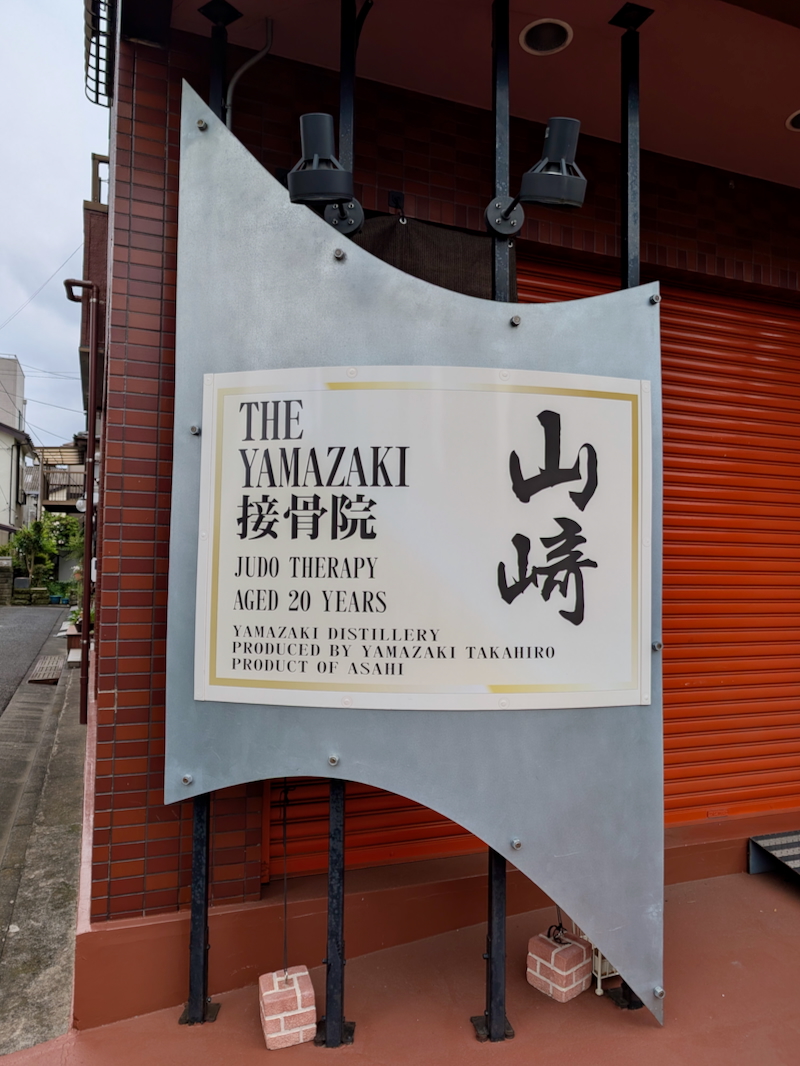 THE
YAMAZAKI
接骨院
JUDO THERAPY
AGED 20 YEARS
YAMAZAKI DISTILLERY
PRODUCED BY YAMAZAKI TAKAHIRO
PRODUCT OF ASAHI
山崎